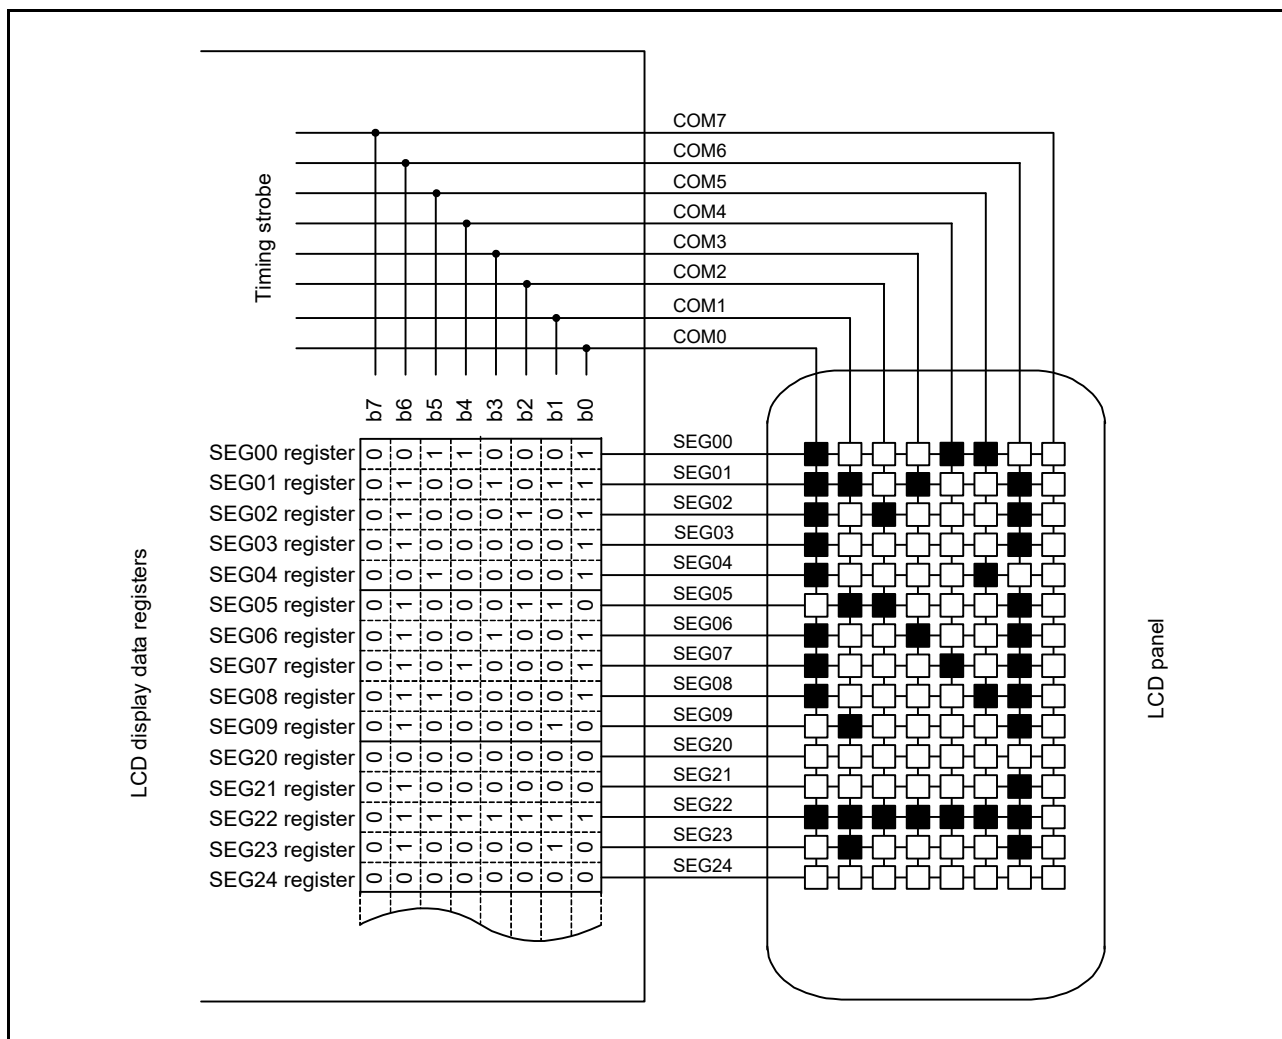 COM7
COM6
COM5
COM4
COM3
COM2
COM1
COM0
Timing strobe
b7 b6 b5 b4 b3 b2 b1 b0
SEG00 register 0 0 1 1 0 0 0 1 SEG00
SEG01 register 0 1 0 0 1 0 1 1 SEG01
SEG02 register 0 1 0 0 0 1 0 1 SEG02
SEG03 register 0 1 0 0 0 0 0 1 SEG03
SEG04 register 0 0 1 0 0 0 0 1 SEG04
SEG05 register 0 1 0 0 0 1 1 0 SEG05
SEG06 register 0 1 0 0 1 0 0 1 SEG06
SEG07 register 0 1 0 1 0 0 0 1 SEG07
SEG08 register 0 1 1 0 0 0 0 1 SEG08
SEG09 register 0 1 0 0 0 0 1 0 SEG09
SEG20 register 0 0 0 0 0 0 0 0 SEG20
SEG21 register 0 1 0 0 0 0 0 0 SEG21
SEG22 register 0 1 1 1 1 1 1 1 SEG22
SEG23 register 0 1 0 0 0 0 1 0 SEG23
SEG24 register 0 0 0 0 0 0 0 0 SEG24
LCD display data registers
LCD panel